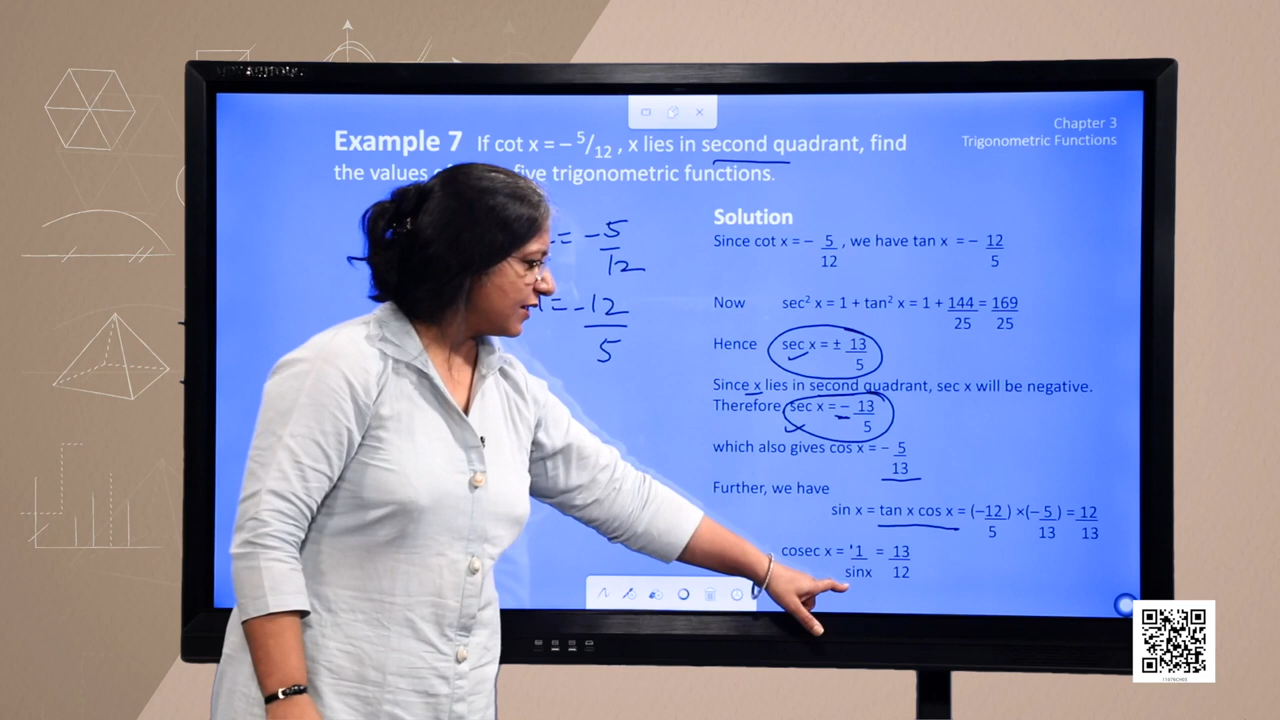 Example 7 If cot x = – 5/12 , x lies in second quadrant, find
the values five trigonometric functions.
Chapter 3
Trigonometric Functions
= -5
12
= -12
5
Solution
Since cot x = – 5/12 , we have tan x = – 12/5
Now sec² x = 1 + tan² x = 1 + 144/25 = 169/25
Hence sec x = ± 13/5
Since x lies in second quadrant, sec x will be negative.
Therefore sec x = – 13/5
which also gives cos x = – 5/13
Further, we have
sin x = tan x cos x = (–12/5) ×(– 5/13) = 12/13
cosec x = '1/sinx = 13/12
11076CH03